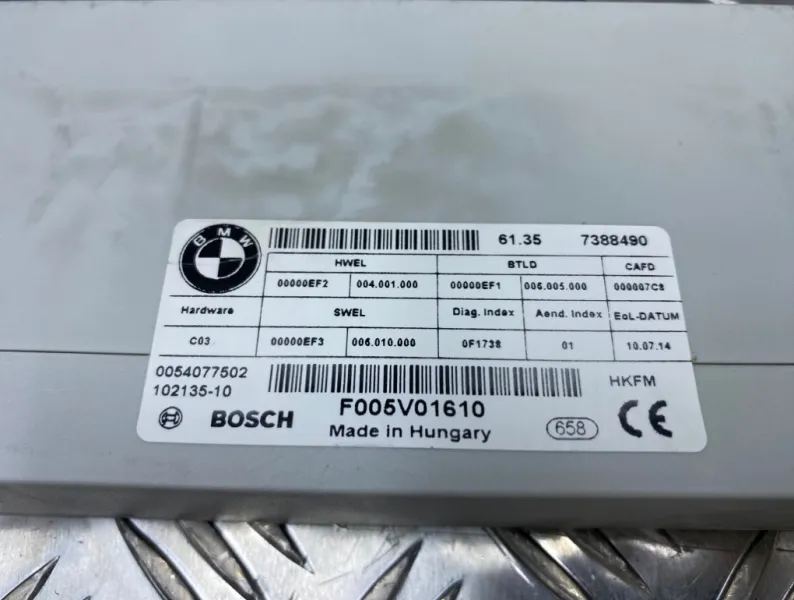 BMW
61.35 7388490
HWEL BTLD CAFD
00000EF2 004.001.000 00000EF1 006.005.000 000007C8
Hardware SWEL Diag. Index Aend. Index EoL-DATUM
C03 00000EF3 006.010.000 0F1738 01 10.07.14
0054077502
102135-10
HKFM
BOSCH F005V01610
Made in Hungary 658 CE